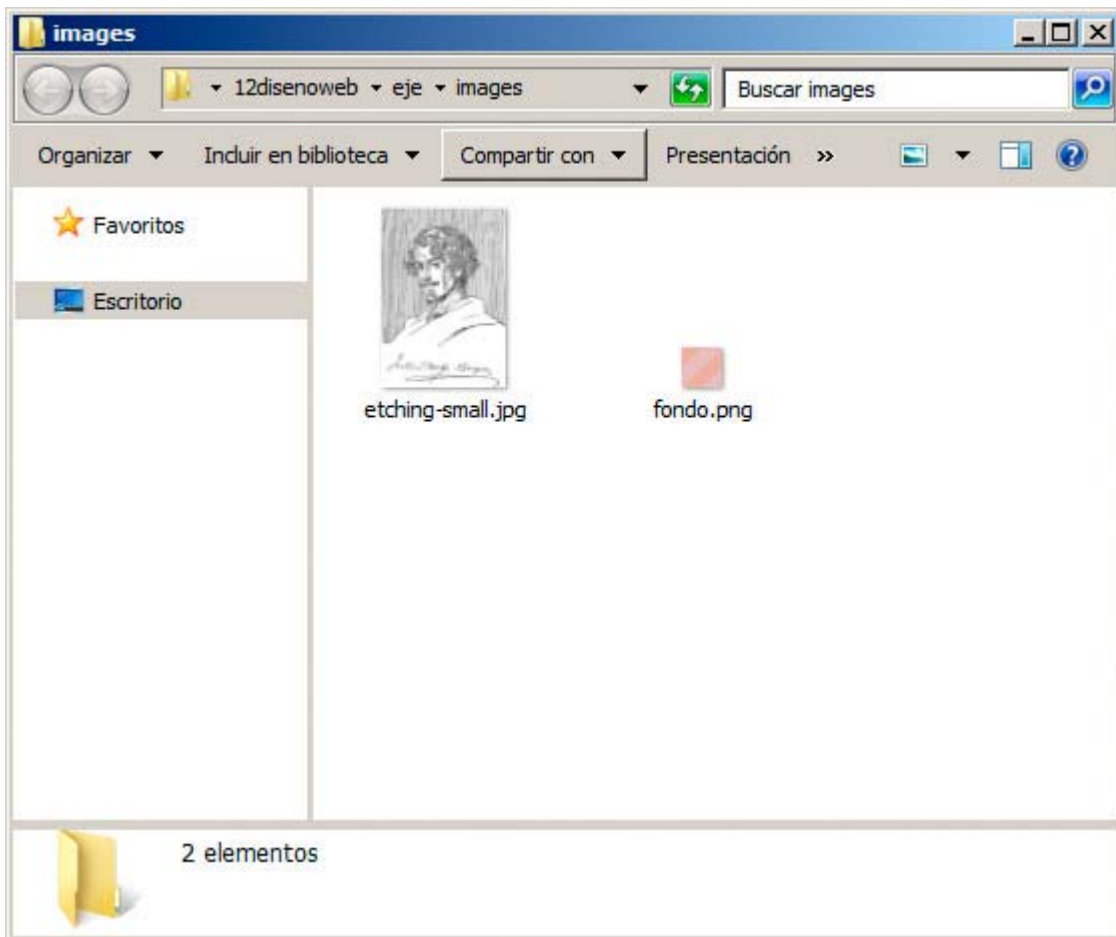 images
12disenoweb eje images Buscar images
Organizar Incluir en biblioteca Compartir con Presentación »
Favoritos
Escritorio
etching-small.jpg fondo.png
2 elementos